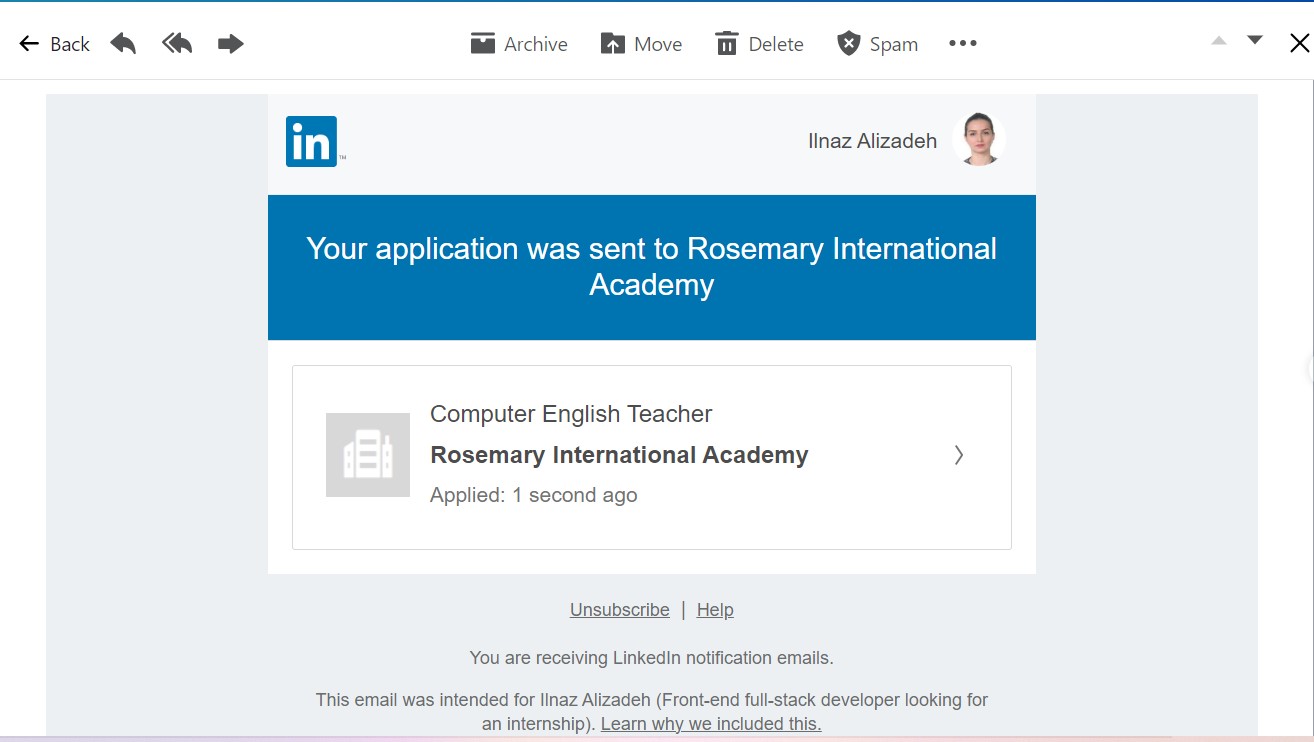 Back
Archive
Move
Delete
Spam
in
TM
Ilnaz Alizadeh
Your application was sent to Rosemary International
Academy
Computer English Teacher
Rosemary International Academy
Applied: 1 second ago
Unsubscribe | Help
You are receiving LinkedIn notification emails.
This email was intended for Ilnaz Alizadeh (Front-end full-stack developer looking for
an internship). Learn why we included this.